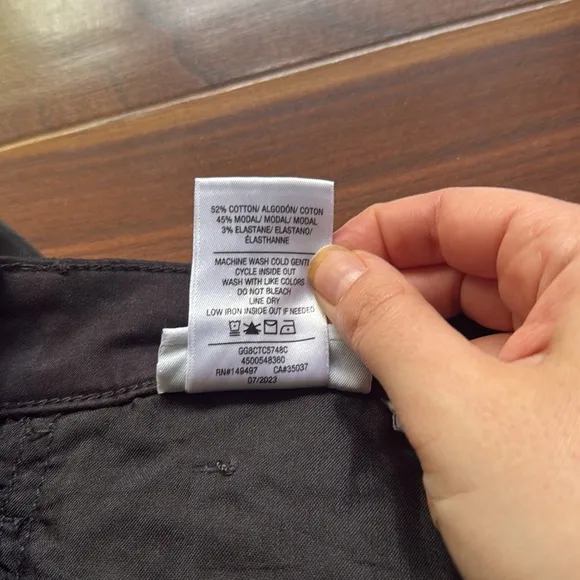 52% COTTON/ ALGODÓN/ COTON
45% MODAL/ MODAL/ MODAL
3% ELASTANE/ ELASTANO/
ÉLASTHANNE
MACHINE WASH COLD GENTL
CYCLE INSIDE OUT
WASH WITH LIKE COLORS
DO NOT BLEACH
LINE DRY
LOW IRON INSIDE OUT IF NEEDED
GG8CTC5748C
4500548360
RN#149497 CA#35037
07/2023